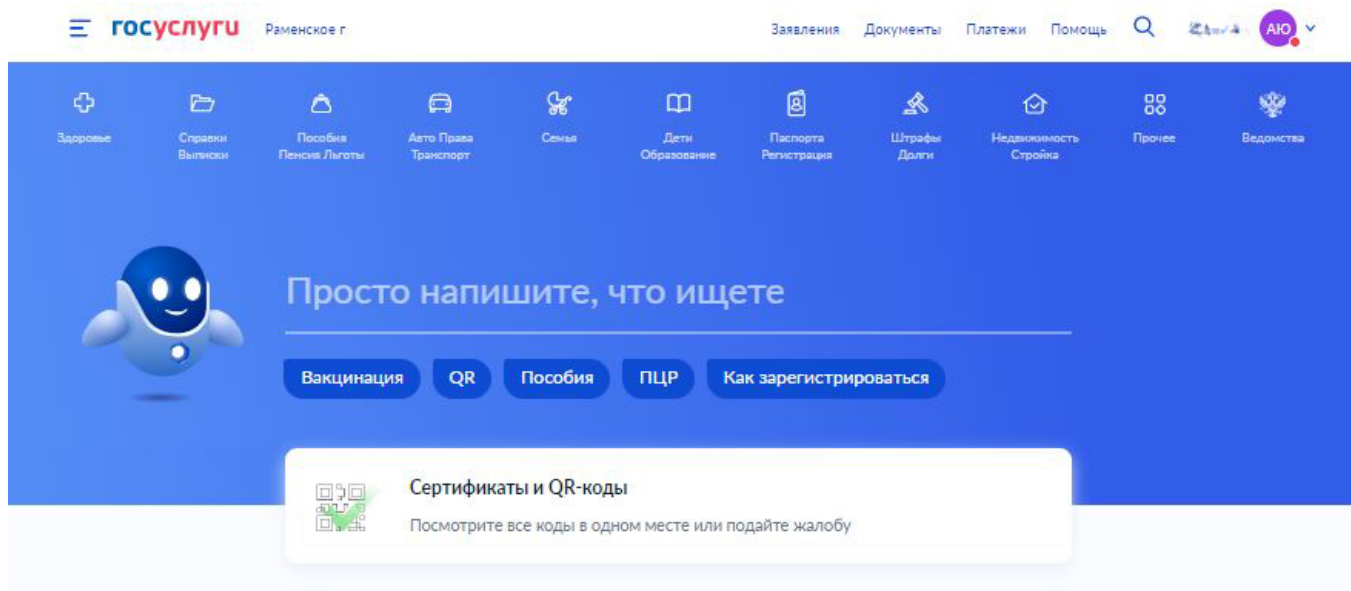 госуслуги Раменское г Заявления Документы Платежи Помощь АЮ
Здоровье Справки Пособия Авто Права Семья Дети Паспорта Штрафы Недвижимость Прочее Ведомства
Выписки Пенсия Льготы Транспорт Образование Регистрация Долги Стройка
Просто напишите, что ищете
Вакцинация QR Пособия ПЦР Как зарегистрироваться
Сертификаты и QR-коды
Посмотрите все коды в одном месте или подайте жалобу